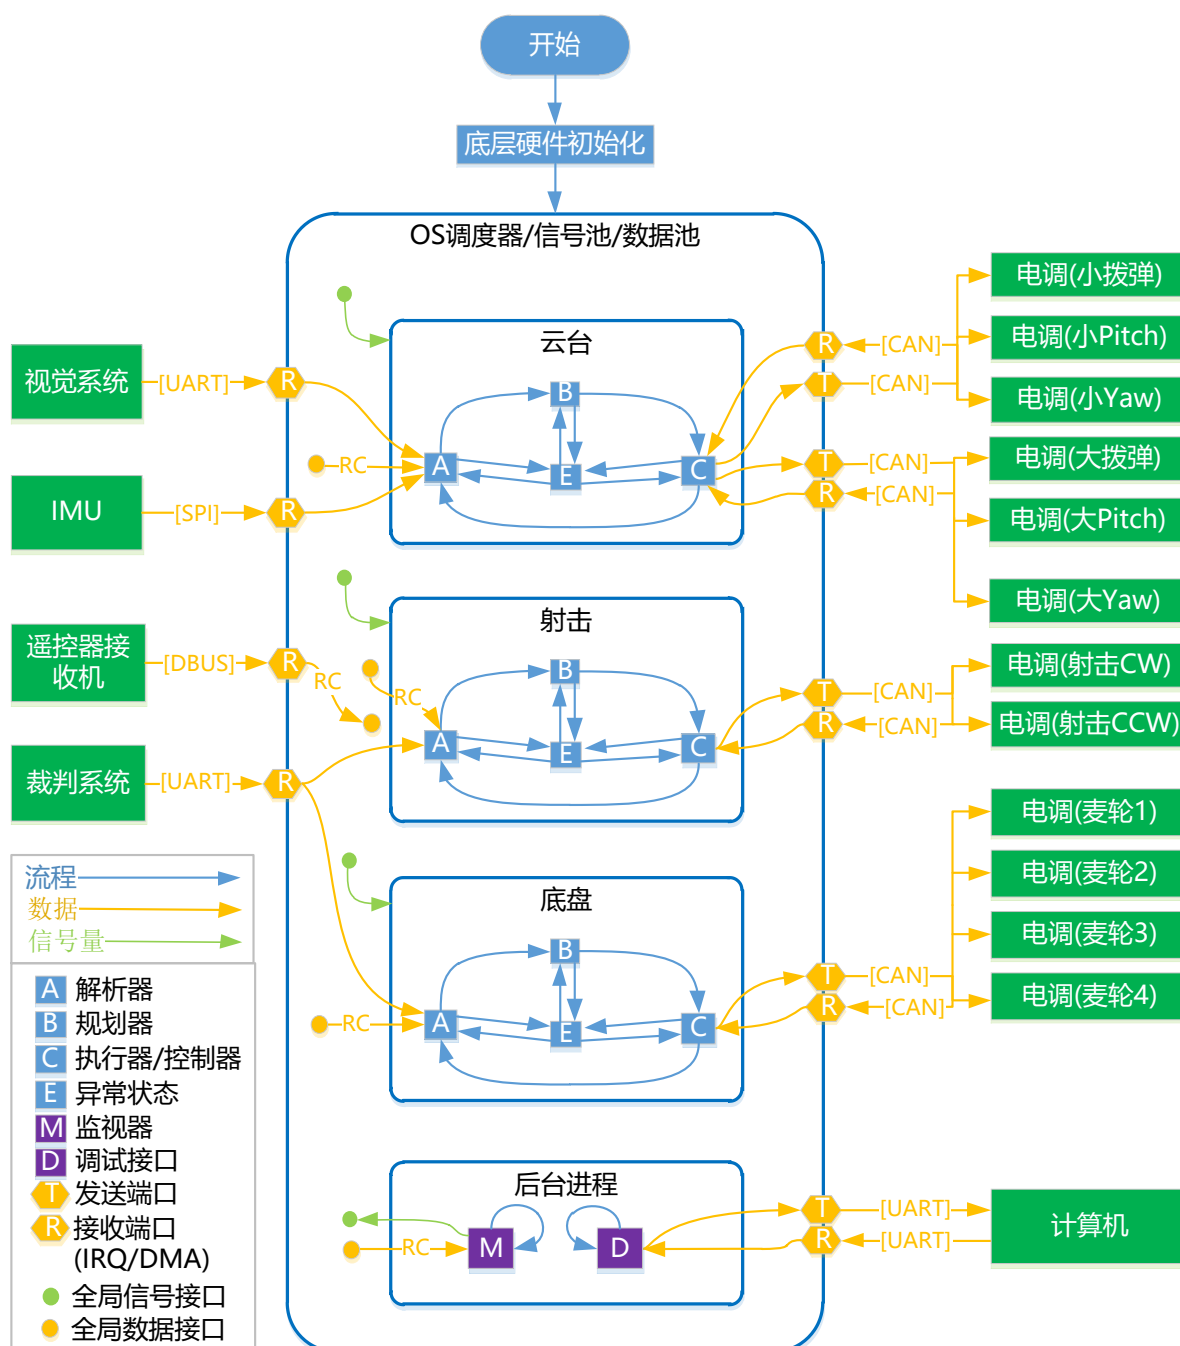 开始
底层硬件初始化
OS调度器/信号池/数据池
云台
视觉系统
[UART]
R
B
A
E
C
RC
IMU
[SPI]
R
R
[CAN]
T
[CAN]
T
[CAN]
R
[CAN]
电调(小拨弹)
电调(小Pitch)
电调(小Yaw)
电调(大拨弹)
电调(大Pitch)
电调(大Yaw)
射击
遥控器接
收机
[DBUS]
R
RC
RC
B
A
E
C
裁判系统
[UART]
R
T
[CAN]
R
[CAN]
电调(射击CW)
电调(射击CCW)
底盘
B
A
E
C
RC
T
[CAN]
R
[CAN]
电调(麦轮1)
电调(麦轮2)
电调(麦轮3)
电调(麦轮4)
后台进程
RC
M
D
T
[UART]
R
[UART]
计算机
流程
数据
信号量
A 解析器
B 规划器
C 执行器/控制器
E 异常状态
M 监视器
D 调试接口
T 发送端口
R 接收端口
(IRQ/DMA)
全局信号接口
全局数据接口